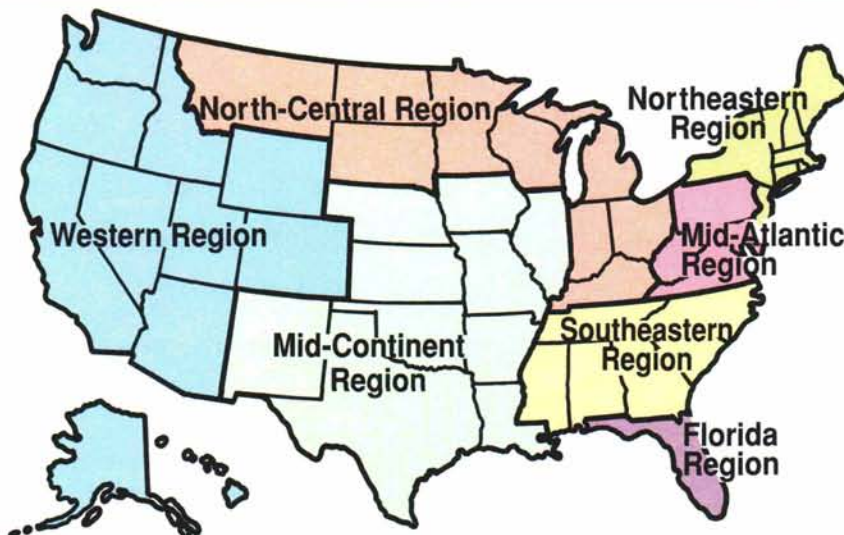 North-Central Region
Northeastern
Region
Western Region
Mid-Atlantic
Region
Mid-Continent
Region
Southeastern
Region
Florida
Region